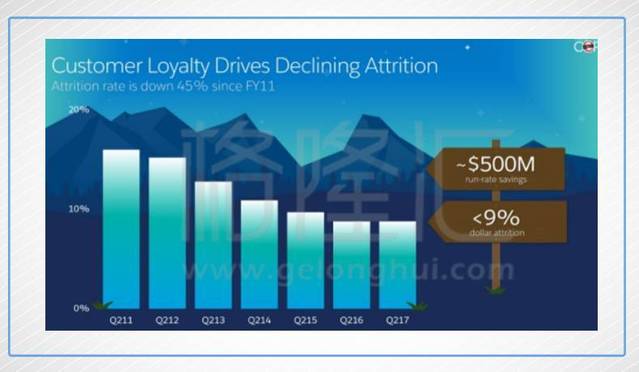 Customer Loyalty Drives Declining Attrition
Attrition rate is down 45% since FY11
20%
10%
0%
Q211 Q212 Q213 Q214 Q215 Q216 Q217
~$500M
run-rate savings
<9%
dollar attrition
格隆汇
www.gelonghui.com